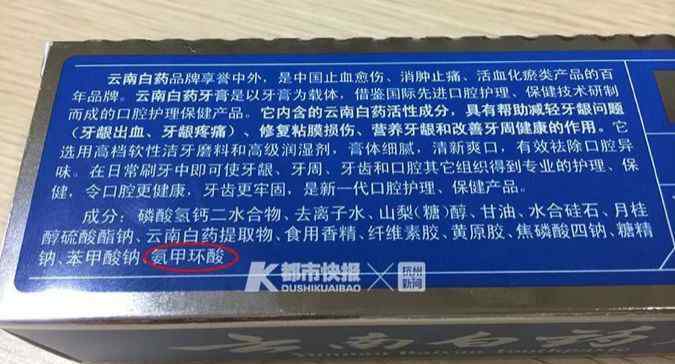 云南白药品牌享誉中外，是中国止血愈伤、消肿止痛、活血化瘀类产品的百
年品牌。云南白药牙膏是以牙膏为载体，借鉴国际先进口腔护理、保健技术研制
而成的口腔护理保健产品。它内含的云南白药活性成分，具有帮助减轻牙龈问题
（牙龈出血、牙龈疼痛）、修复粘膜损伤、营养牙龈和改善牙周健康的作用。它
选用高档软性洁牙磨料和高级润湿剂，膏体细腻，清新爽口，有效祛除口腔异
味。在日常刷牙中即可使牙龈、牙周、牙齿和口腔其它组织得到专业的护理、保
健，令口腔更健康，牙齿更牢固，是新一代口腔护理、保健产品。
成分：磷酸氢钙二水合物、去离子水、山梨（糖）醇、甘油、水合硅石、月桂
醇硫酸酯钠、云南白药提取物、食用香精、纤维素胶、黄原胶、焦磷酸四钠、糖精
钠、苯甲酸钠、氨甲环酸
K 都市快报
DUSHIKUAIBAO
杭州
新闻
云南白药